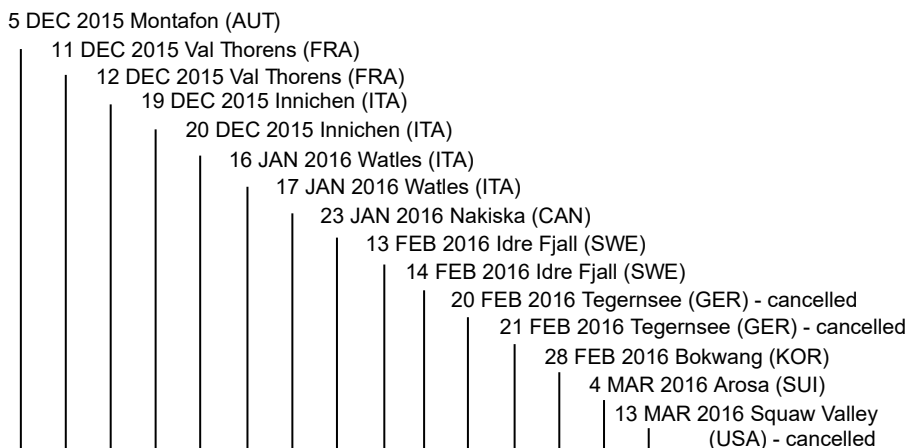 5 DEC 2015 Montafon (AUT)
11 DEC 2015 Val Thorens (FRA)
12 DEC 2015 Val Thorens (FRA)
19 DEC 2015 Innichen (ITA)
20 DEC 2015 Innichen (ITA)
16 JAN 2016 Watles (ITA)
17 JAN 2016 Watles (ITA)
23 JAN 2016 Nakiska (CAN)
13 FEB 2016 Idre Fjall (SWE)
14 FEB 2016 Idre Fjall (SWE)
20 FEB 2016 Tegernsee (GER) - cancelled
21 FEB 2016 Tegernsee (GER) - cancelled
28 FEB 2016 Bokwang (KOR)
4 MAR 2016 Arosa (SUI)
13 MAR 2016 Squaw Valley
(USA) - cancelled